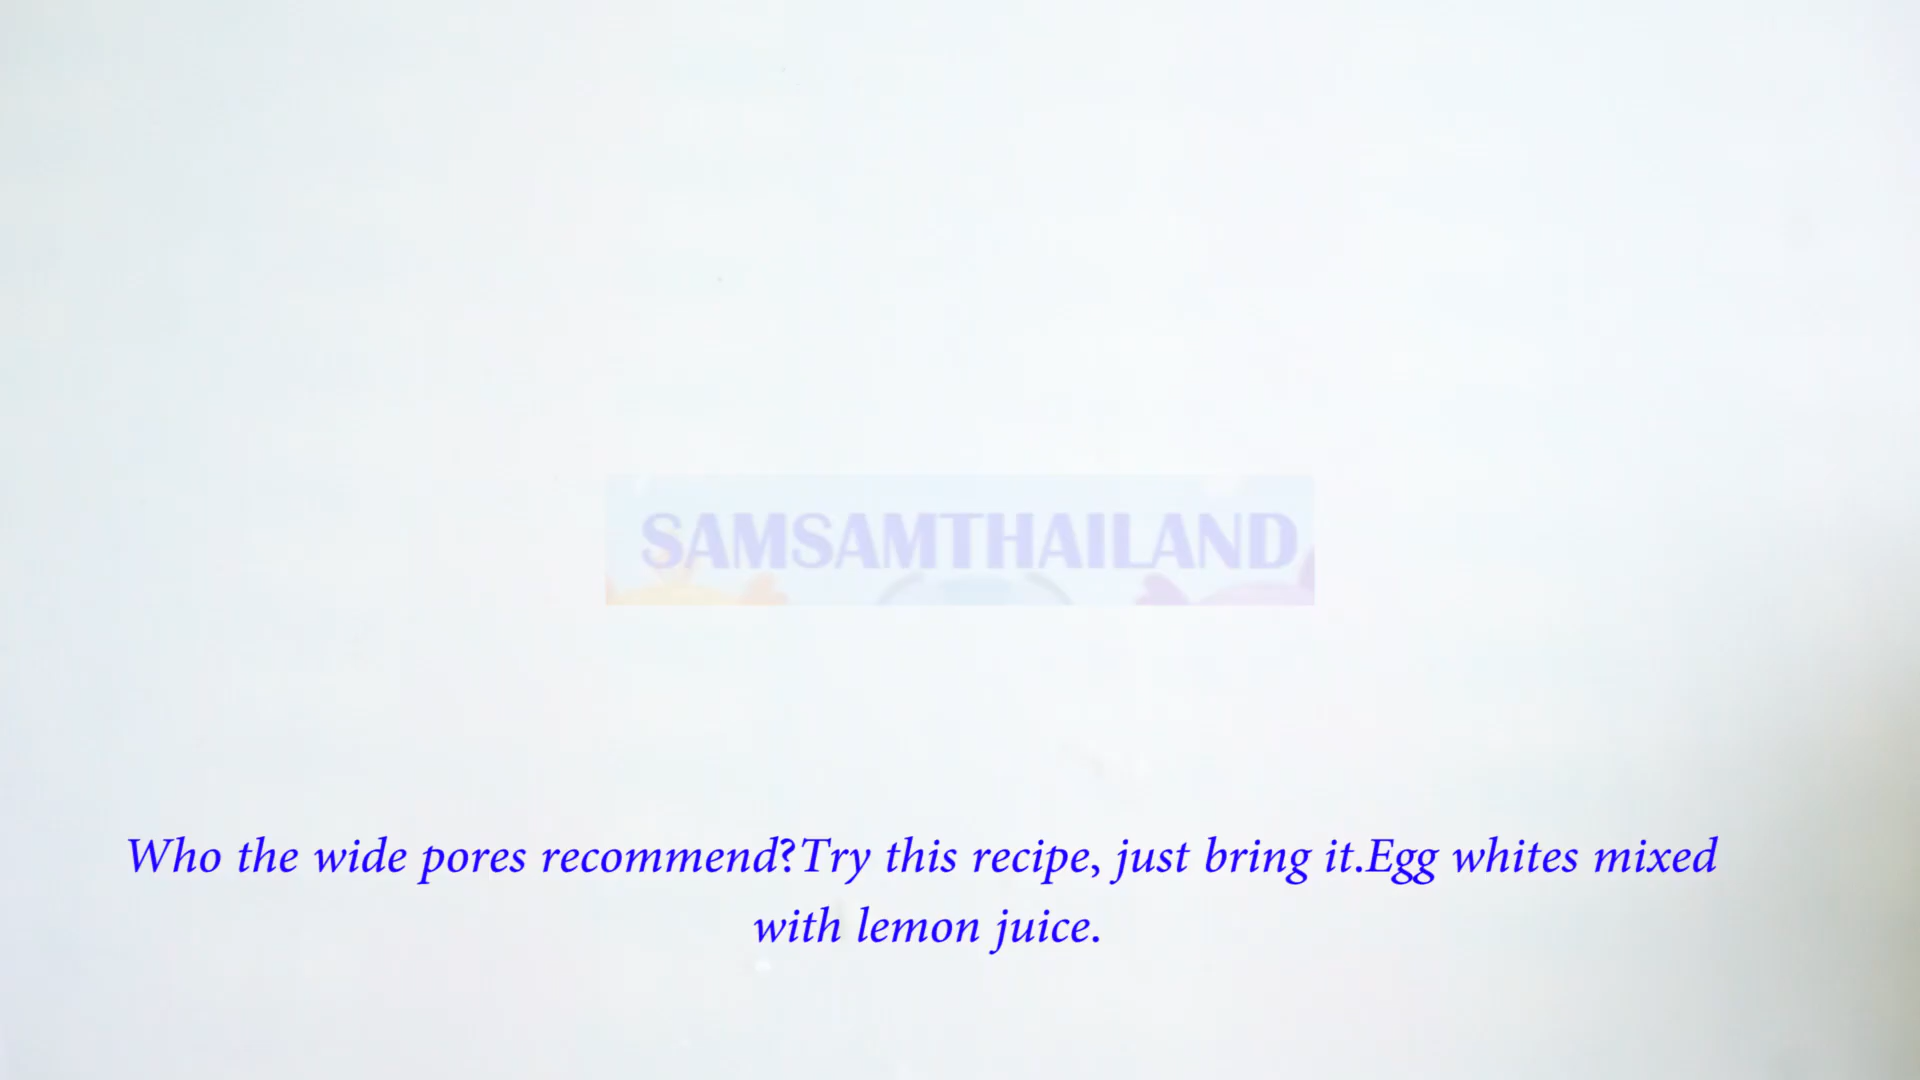 SAMSAMTHAILAND
Who the wide pores recommend?Try this recipe, just bring it.Egg whites mixed
with lemon juice.